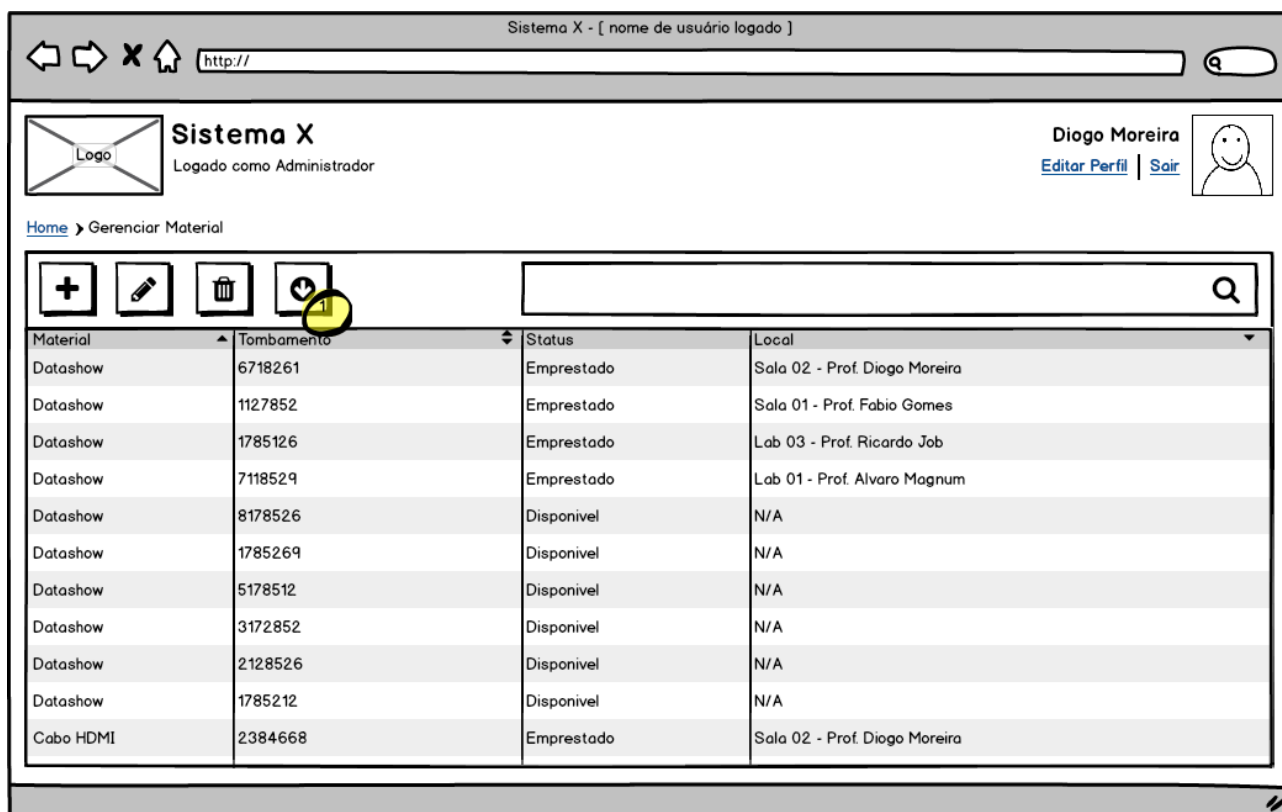 Sistema X - [ nome de usuário logado ]
http://
Logo
Sistema X
Logado como Administrador
Diogo Moreira
Editar Perfil | Sair
Home > Gerenciar Material
1
Material Tombamento Status Local
Datashow 6718261 Emprestado Sala 02 - Prof. Diogo Moreira
Datashow 1127852 Emprestado Sala 01 - Prof. Fabio Gomes
Datashow 1785126 Emprestado Lab 03 - Prof. Ricardo Job
Datashow 7118529 Emprestado Lab 01 - Prof. Alvaro Magnum
Datashow 8178526 Disponivel N/A
Datashow 1785269 Disponivel N/A
Datashow 5178512 Disponivel N/A
Datashow 3172852 Disponivel N/A
Datashow 2128526 Disponivel N/A
Datashow 1785212 Disponivel N/A
Cabo HDMI 2384668 Emprestado Sala 02 - Prof. Diogo Moreira